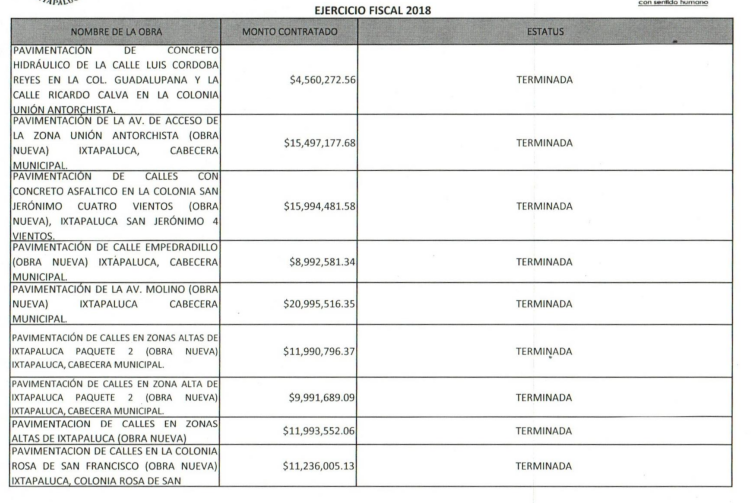 IXTAPALUCA
con sentido humano
EJERCICIO FISCAL 2018
NOMBRE DE LA OBRA MONTO CONTRATADO ESTATUS
PAVIMENTACIÓN DE CONCRETO
HIDRÁULICO DE LA CALLE LUIS CORDOBA
REYES EN LA COL. GUADALUPANA Y LA
CALLE RICARDO CALVA EN LA COLONIA
UNIÓN ANTORCHISTA.
$4,560,272.56 TERMINADA
PAVIMENTACIÓN DE LA AV. DE ACCESO DE
LA ZONA UNIÓN ANTORCHISTA (OBRA
NUEVA) IXTAPALUCA, CABECERA
MUNICIPAL.
$15,497,177.68 TERMINADA
PAVIMENTACIÓN DE CALLES CON
CONCRETO ASFALTICO EN LA COLONIA SAN
JERÓNIMO CUATRO VIENTOS (OBRA
NUEVA), IXTAPALUCA SAN JERÓNIMO 4
VIENTOS.
$15,994,481.58 TERMINADA
PAVIMENTACIÓN DE CALLE EMPEDRADILLO
(OBRA NUEVA) IXTAPALUCA, CABECERA
MUNICIPAL.
$8,992,581.34 TERMINADA
PAVIMENTACIÓN DE LA AV. MOLINO (OBRA
NUEVA) IXTAPALUCA CABECERA
MUNICIPAL.
$20,995,516.35 TERMINADA
PAVIMENTACIÓN DE CALLES EN ZONAS ALTAS DE
IXTAPALUCA PAQUETE 2 (OBRA NUEVA)
IXTAPALUCA, CABECERA MUNICIPAL.
$11,990,796.37 TERMINADA
PAVIMENTACIÓN DE CALLES EN ZONA ALTA DE
IXTAPALUCA PAQUETE 2 (OBRA NUEVA)
IXTAPALUCA, CABECERA MUNICIPAL.
$9,991,689.09 TERMINADA
PAVIMENTACION DE CALLES EN ZONAS
ALTAS DE IXTAPALUCA (OBRA NUEVA)
$11,993,552.06 TERMINADA
PAVIMENTACION DE CALLES EN LA COLONIA
ROSA DE SAN FRANCISCO (OBRA NUEVA)
IXTAPALUCA, COLONIA ROSA DE SAN
$11,236,005.13 TERMINADA